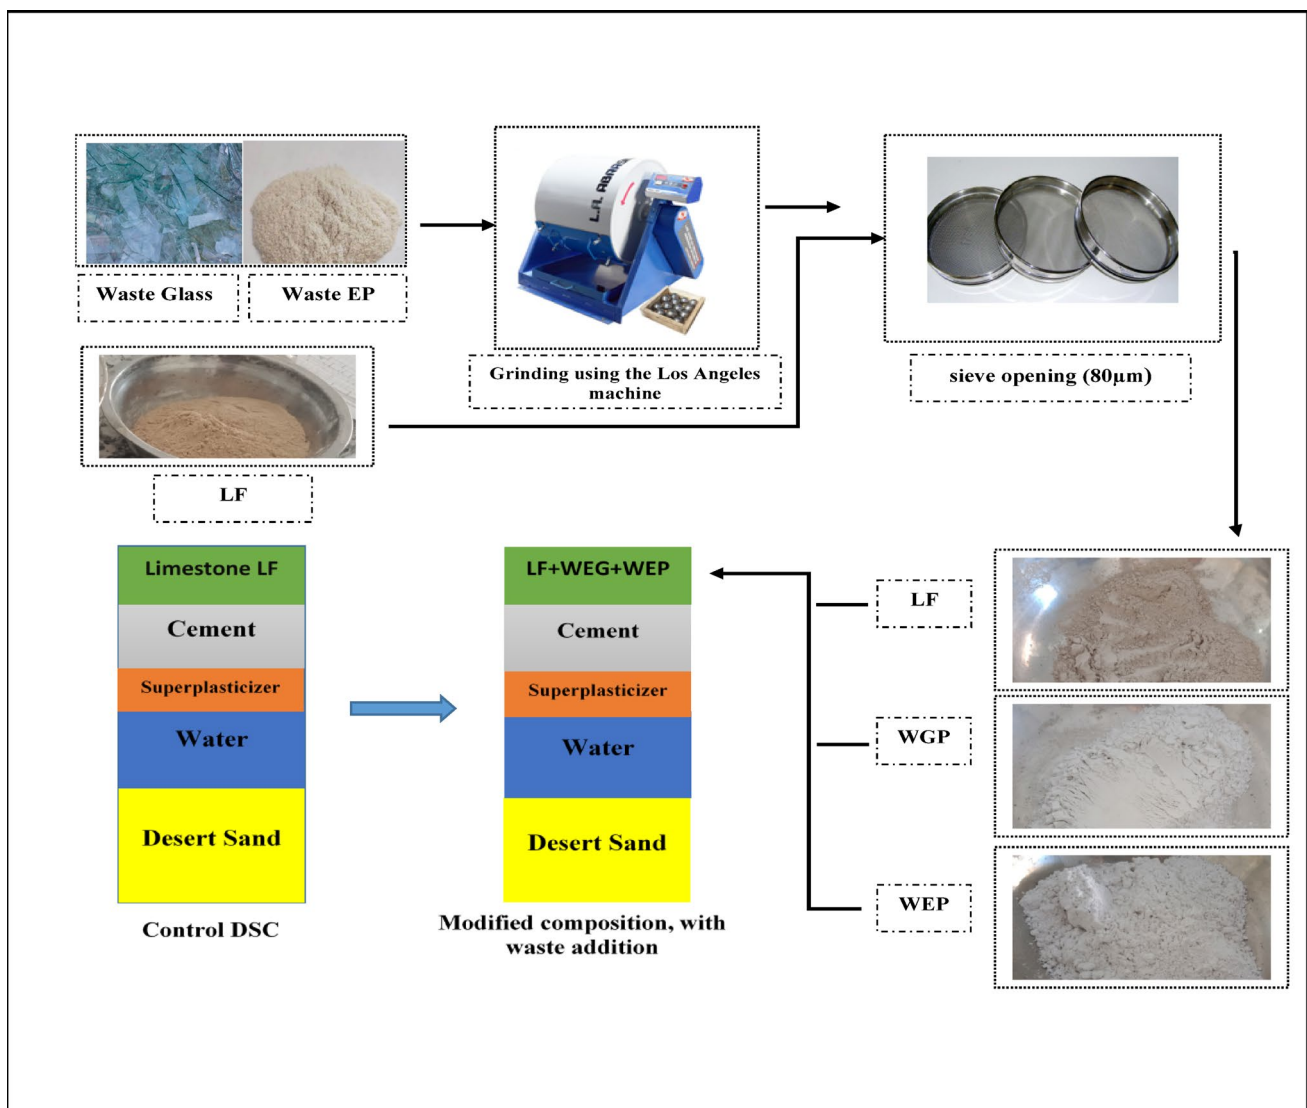 L.A. ABRAS
Waste Glass
Waste EP
Grinding using the Los Angeles
machine
sieve opening (80µm)
LF
Limestone LF
Cement
Superplasticizer
Water
Desert Sand
Control DSC
LF+WEG+WEP
Cement
Superplasticizer
Water
Desert Sand
Modified composition, with
waste addition
LF
WGP
WEP